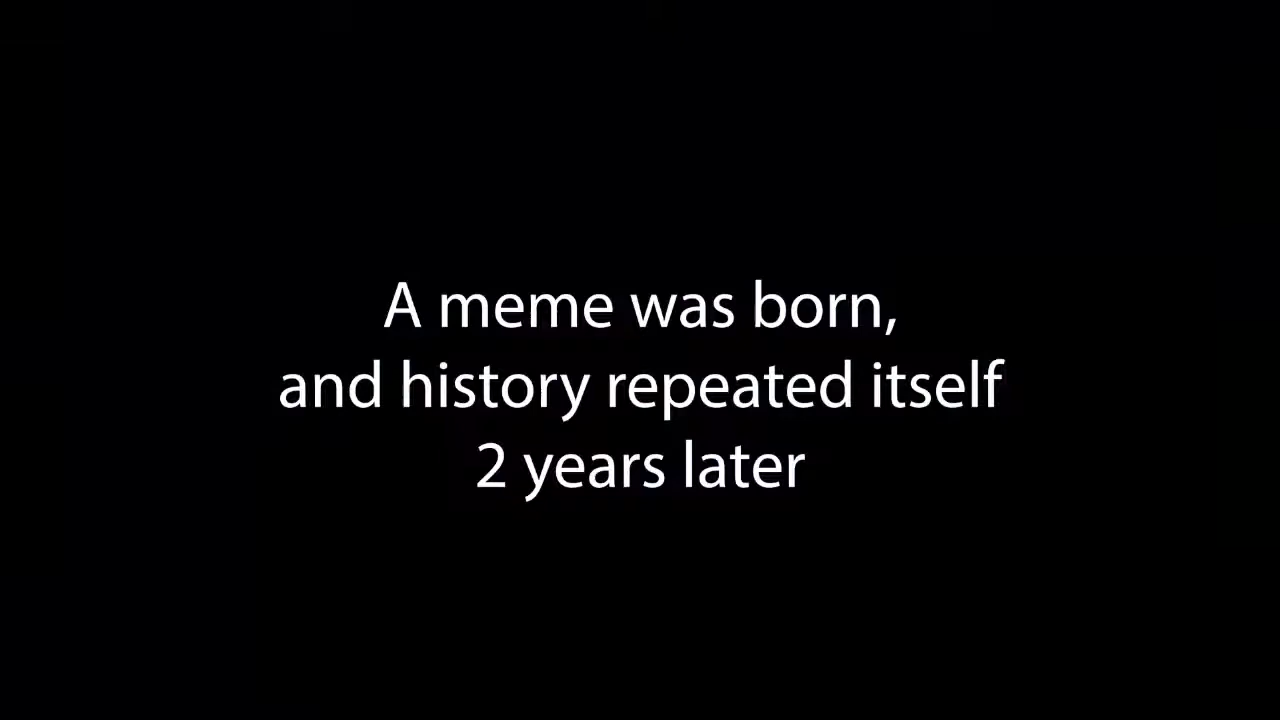 A meme was born,
and history repeated itself
2 years later